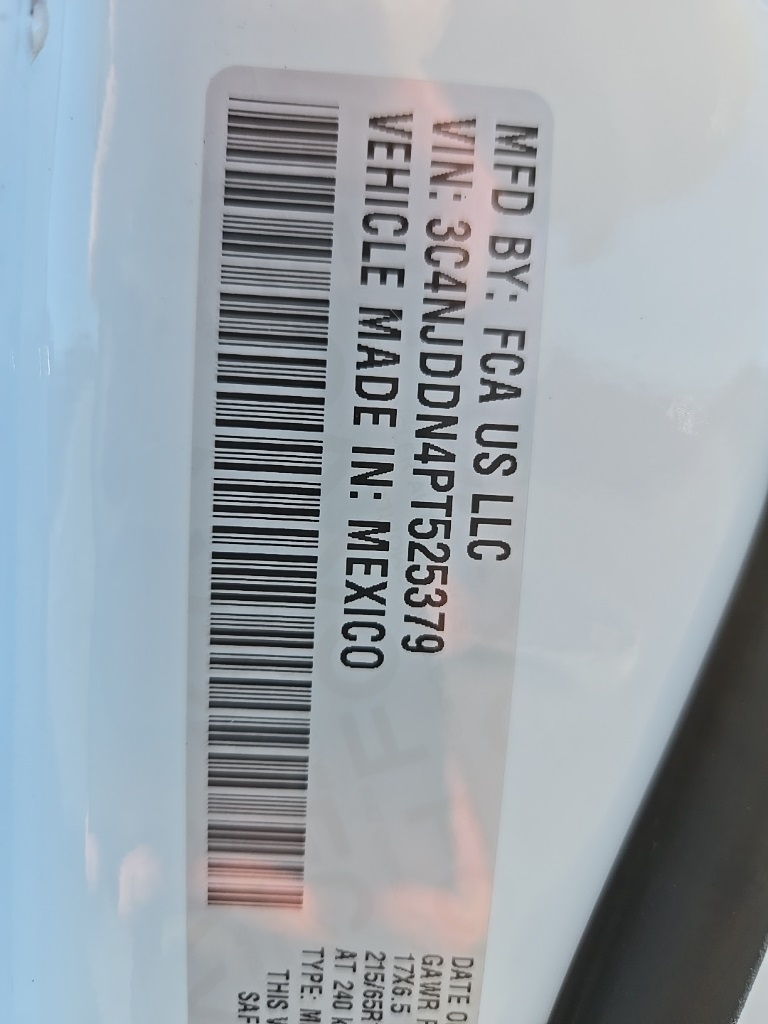 MFD BY: FCA US LLC
VIN: 3C4NJDDN4PT525379
VEHICLE MADE IN: MEXICO
DATE O
GAWR F
17X6.5
215/65R
AT 240 k
TYPE: M
THIS V
SAF